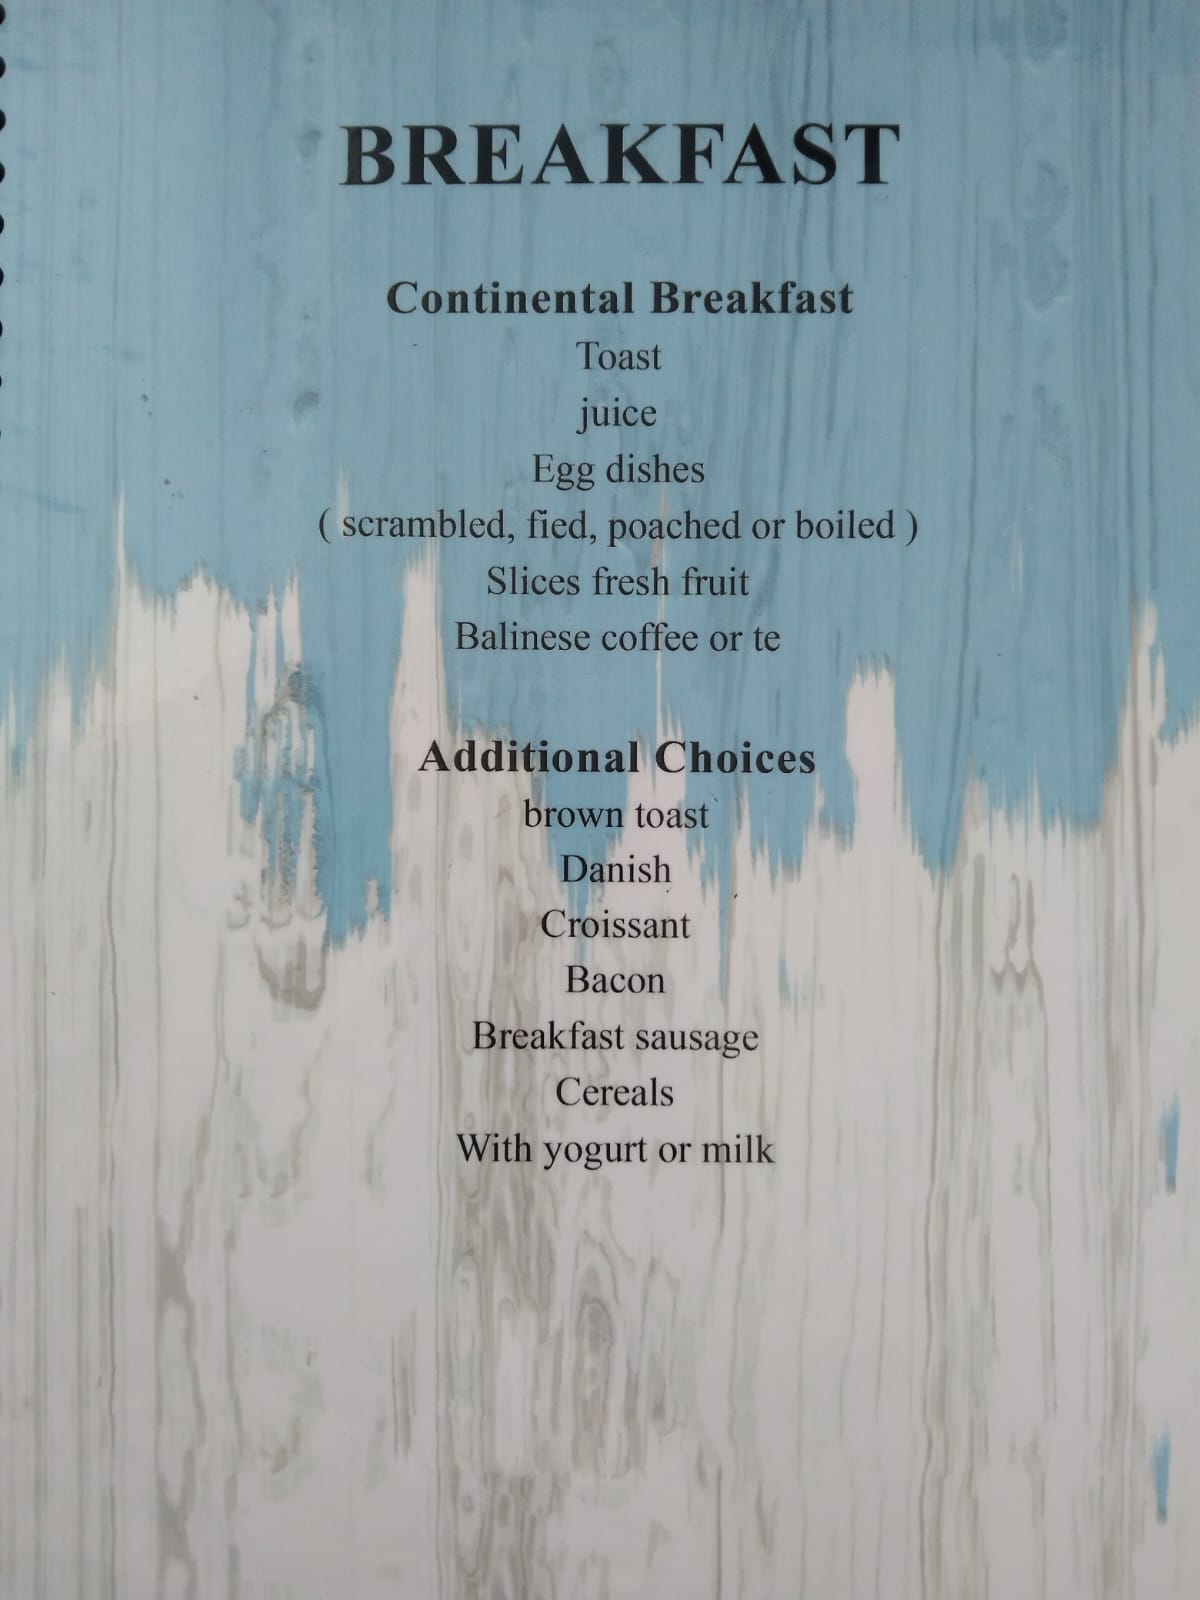 BREAKFAST
Continental Breakfast
Toast
juice
Egg dishes
( scrambled, fied, poached or boiled )
Slices fresh fruit
Balinese coffee or te
Additional Choices
brown toast
Danish
Croissant
Bacon
Breakfast sausage
Cereals
With yogurt or milk